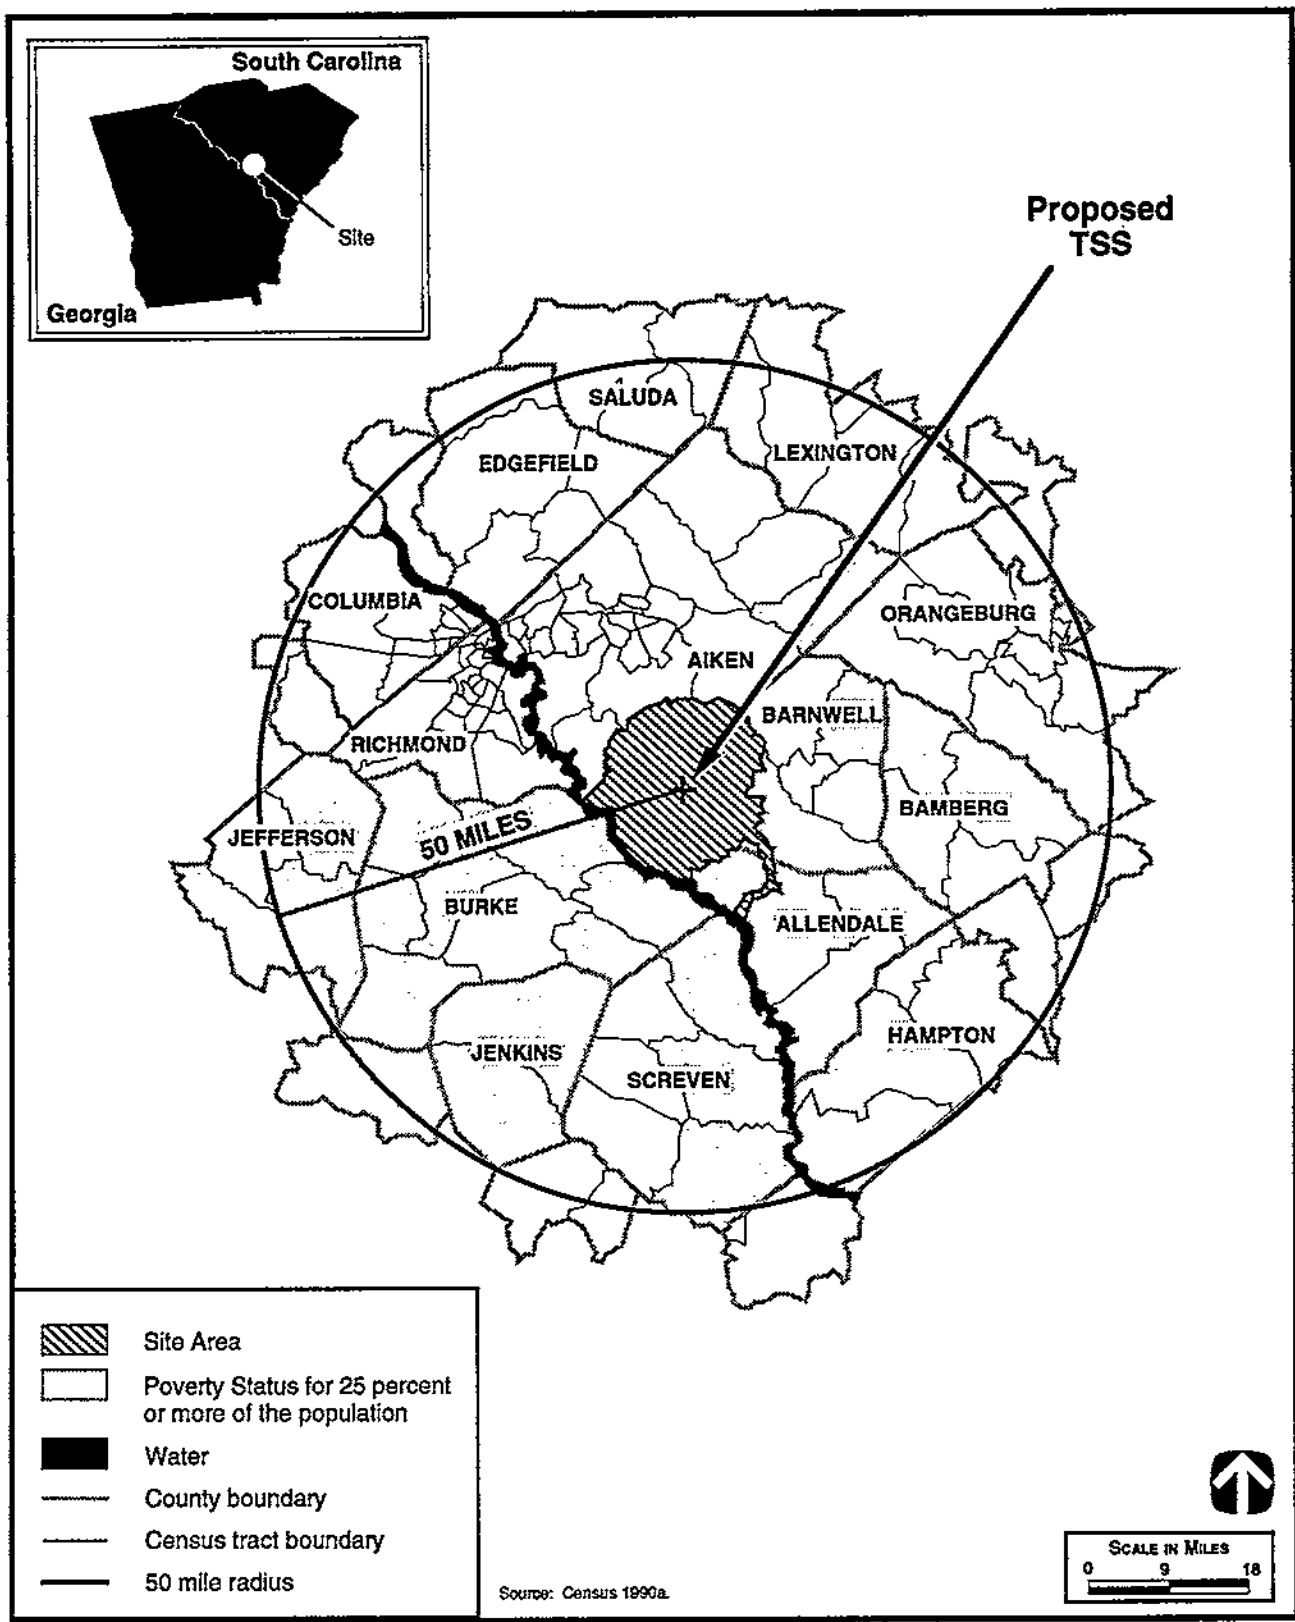 South Carolina
Site
Georgia
Proposed
TSS
SALUDA
LEXINGTON
EDGEFIELD
COLUMBIA
ORANGEBURG
AIKEN
BARNWELL
RICHMOND
BAMBERG
JEFFERSON
50 MILES
BURKE
ALLENDALE
HAMPTON
JENKINS
SCREVEN
Site Area
Poverty Status for 25 percent
or more of the population
Water
County boundary
Census tract boundary
50 mile radius
Source: Census 1990a.
SCALE IN MILES
0 9 18